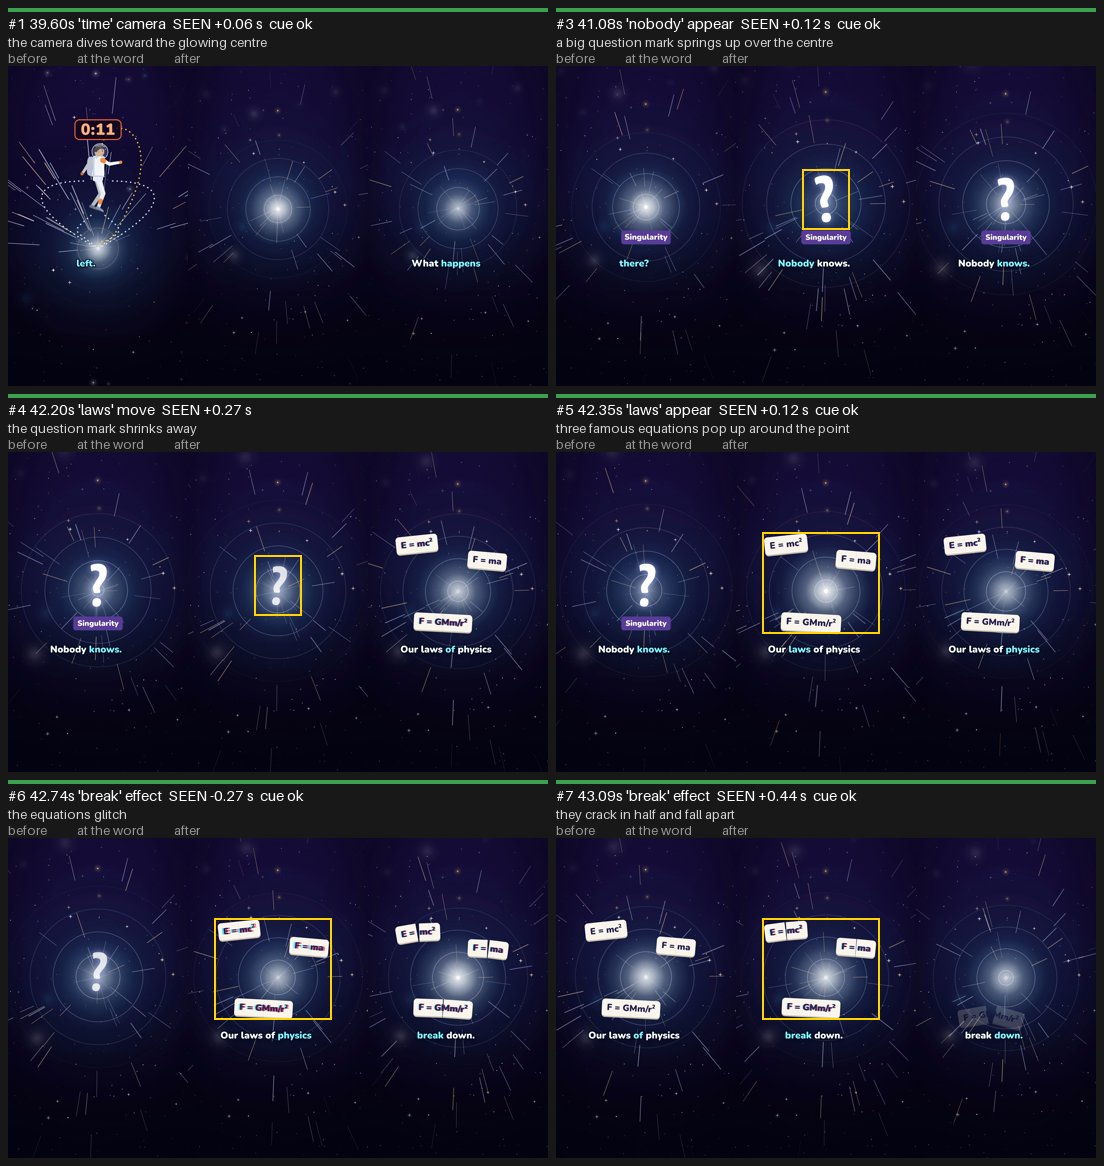 #1 39.60s 'time' camera SEEN +0.06 s cue ok
the camera dives toward the glowing centre
before at the word after
0:11
left.
What happens
#3 41.08s 'nobody' appear SEEN +0.12 s cue ok
a big question mark springs up over the centre
before at the word after
?
?
Singularity
Singularity
Singularity
there?
Nobody knows.
Nobody knows.
#4 42.20s 'laws' move SEEN +0.27 s
the question mark shrinks away
before at the word after
E = mc²
F = ma
?
?
F = GMm/r²
Singularity
Nobody knows.
Our laws of physics
#5 42.35s 'laws' appear SEEN +0.12 s cue ok
three famous equations pop up around the point
before at the word after
E = mc²
F = ma
E = mc²
F = ma
?
F = GMm/r²
F = GMm/r²
Singularity
Nobody knows.
Our laws of physics
Our laws of physics
#6 42.74s 'break' effect SEEN -0.27 s cue ok
the equations glitch
before at the word after
E = mc²
F = ma
E = mc²
F = ma
?
F = GMm/r²
F = GMm/r²
Our laws of physics
break down.
#7 43.09s 'break' effect SEEN +0.44 s cue ok
they crack in half and fall apart
before at the word after
E = mc²
F = ma
E = mc²
F = ma
F = GMm/r²
F = GMm/r²
F = GMm/r²
Our laws of physics
break down.
break down.